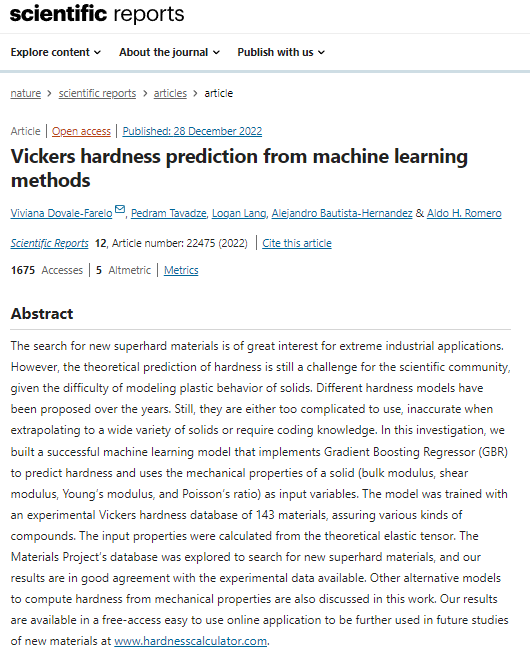 scientific reports
Explore content About the journal Publish with us
nature > scientific reports > articles > article
Article | Open access | Published: 28 December 2022
Vickers hardness prediction from machine learning
methods
Viviana Dovale-Farelo, Pedram Tavadze, Logan Lang, Alejandro Bautista-Hernandez & Aldo H. Romero
Scientific Reports 12, Article number: 22475 (2022) | Cite this article
1675 Accesses | 5 Altmetric | Metrics
Abstract
The search for new superhard materials is of great interest for extreme industrial applications.
However, the theoretical prediction of hardness is still a challenge for the scientific community,
given the difficulty of modeling plastic behavior of solids. Different hardness models have
been proposed over the years. Still, they are either too complicated to use, inaccurate when
extrapolating to a wide variety of solids or require coding knowledge. In this investigation, we
built a successful machine learning model that implements Gradient Boosting Regressor (GBR)
to predict hardness and uses the mechanical properties of a solid (bulk modulus, shear
modulus, Young's modulus, and Poisson's ratio) as input variables. The model was trained with
an experimental Vickers hardness database of 143 materials, assuring various kinds of
compounds. The input properties were calculated from the theoretical elastic tensor. The
Materials Project's database was explored to search for new superhard materials, and our
results are in good agreement with the experimental data available. Other alternative models
to compute hardness from mechanical properties are also discussed in this work. Our results
are available in a free-access easy to use online application to be further used in future studies
of new materials at www.hardnesscalculator.com.